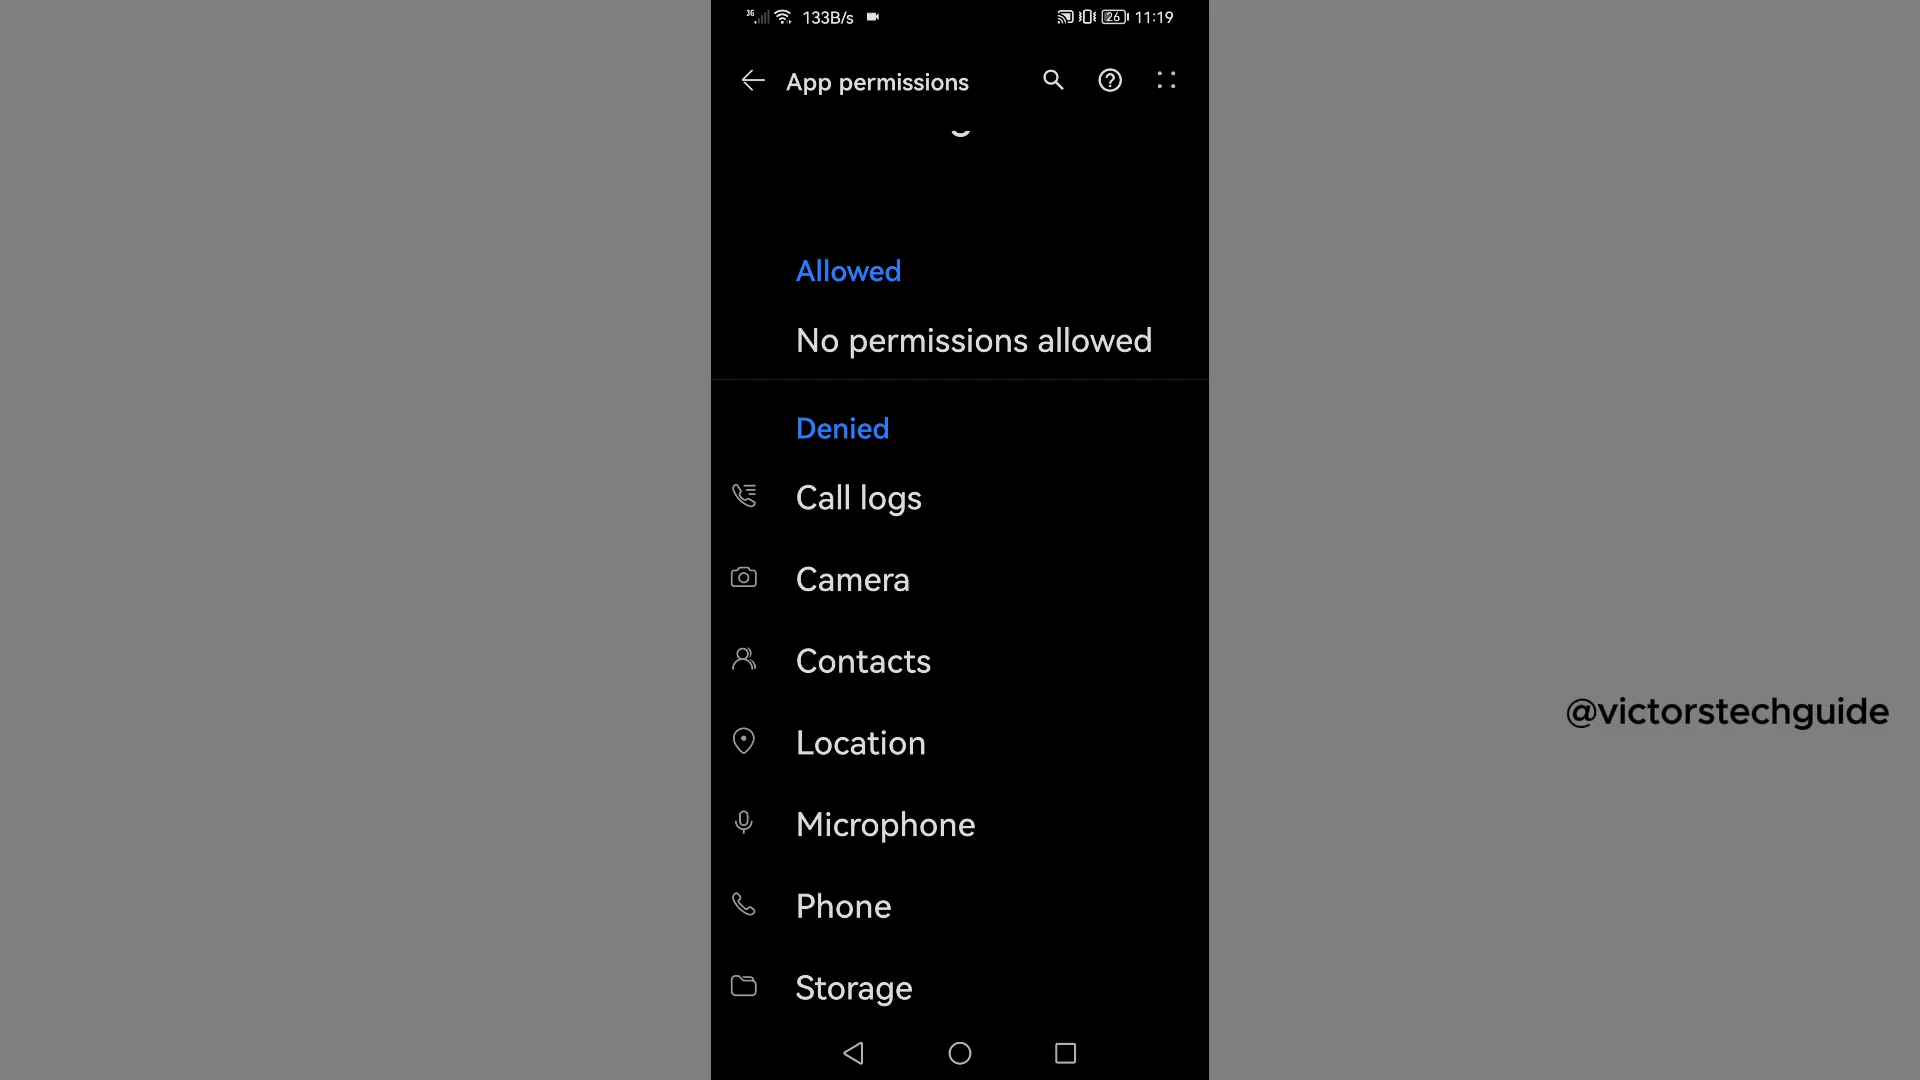 3G 133B/s 26 11:19
App permissions
Allowed
No permissions allowed
Denied
Call logs
Camera
Contacts
Location
Microphone
Phone
Storage
@victorstechguide